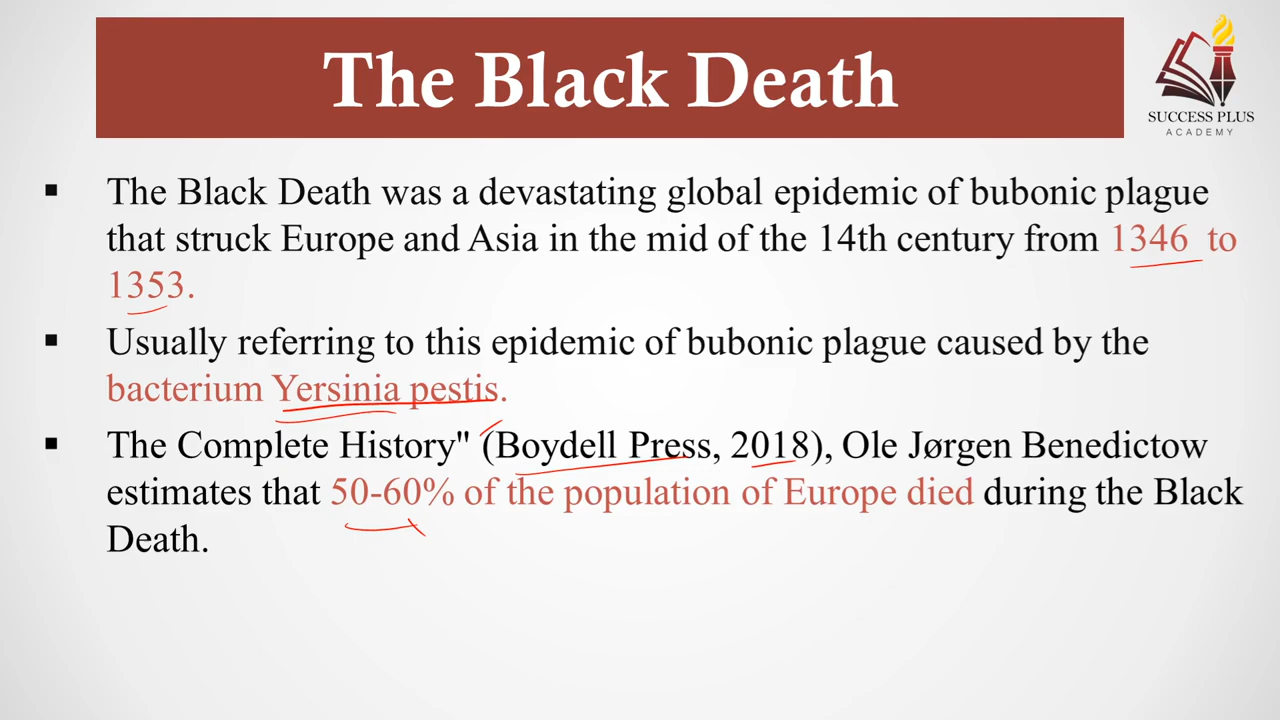 The Black Death
SUCCESS PLUS
ACADEMY
▪ The Black Death was a devastating global epidemic of bubonic plague
that struck Europe and Asia in the mid of the 14th century from 1346 to
1353.
▪ Usually referring to this epidemic of bubonic plague caused by the
bacterium Yersinia pestis.
▪ The Complete History" (Boydell Press, 2018), Ole Jørgen Benedictow
estimates that 50-60% of the population of Europe died during the Black
Death.